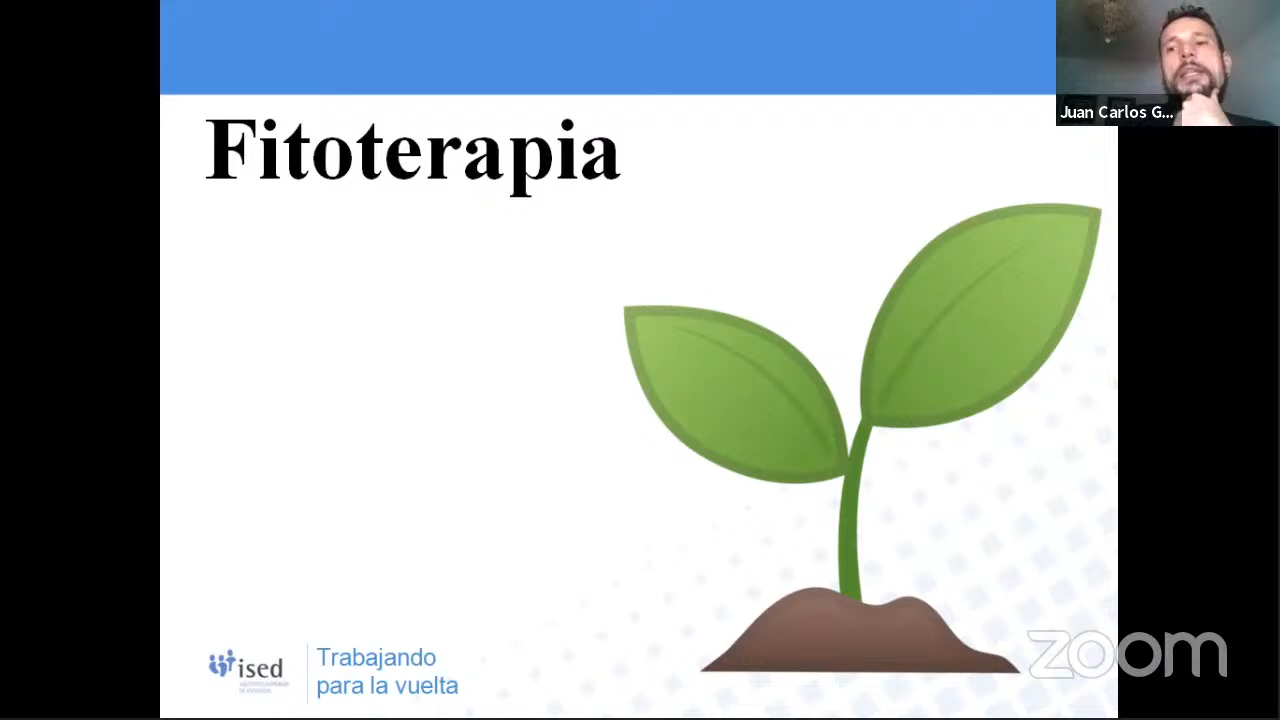 Juan Carlos G...
Fitoterapia
ised
Trabajando
para la vuelta
zoom